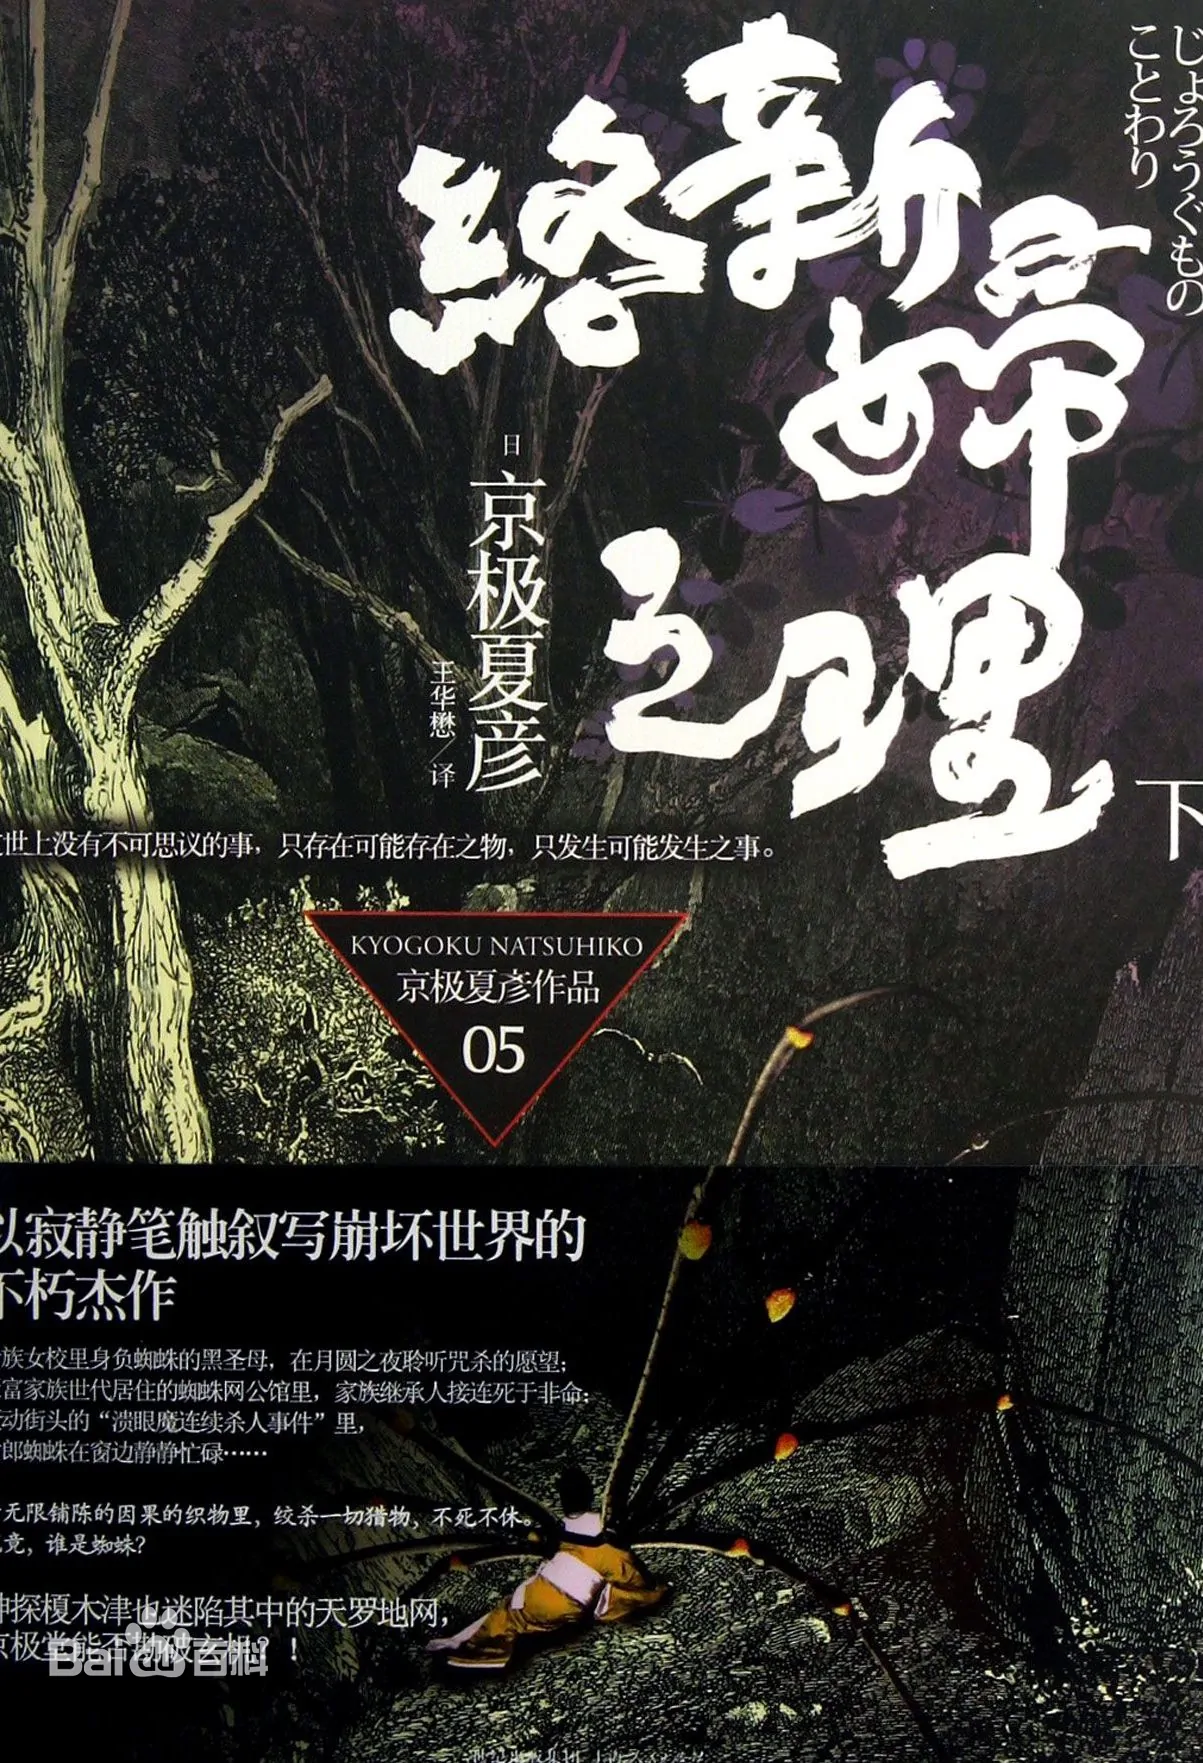 じょろうぐもの
ことわり
絡新婦
之理
下
日
京极夏彦
王华懋／译
世上没有不可思议的事，只存在可能存在之物，只发生可能发生之事。
KYOGOKU NATSUHIKO
京极夏彦作品
05
以寂静笔触叙写崩坏世界的
不朽杰作
族女校里身负蜘蛛的黑圣母，在月圆之夜聆听咒杀的愿望；
富家族世代居住的蜘蛛网公馆里，家族继承人接连死于非命；
动街头的“溃眼魔连续杀人事件”里，
郎蜘蛛在窗边静静忙碌……
无限铺陈的因果的织物里，绞杀一切猎物，不死不休。
竟，谁是蜘蛛？
神探榎木津也迷陷其中的天罗地网，
京极堂能否勘破玄机？！
Bai百科